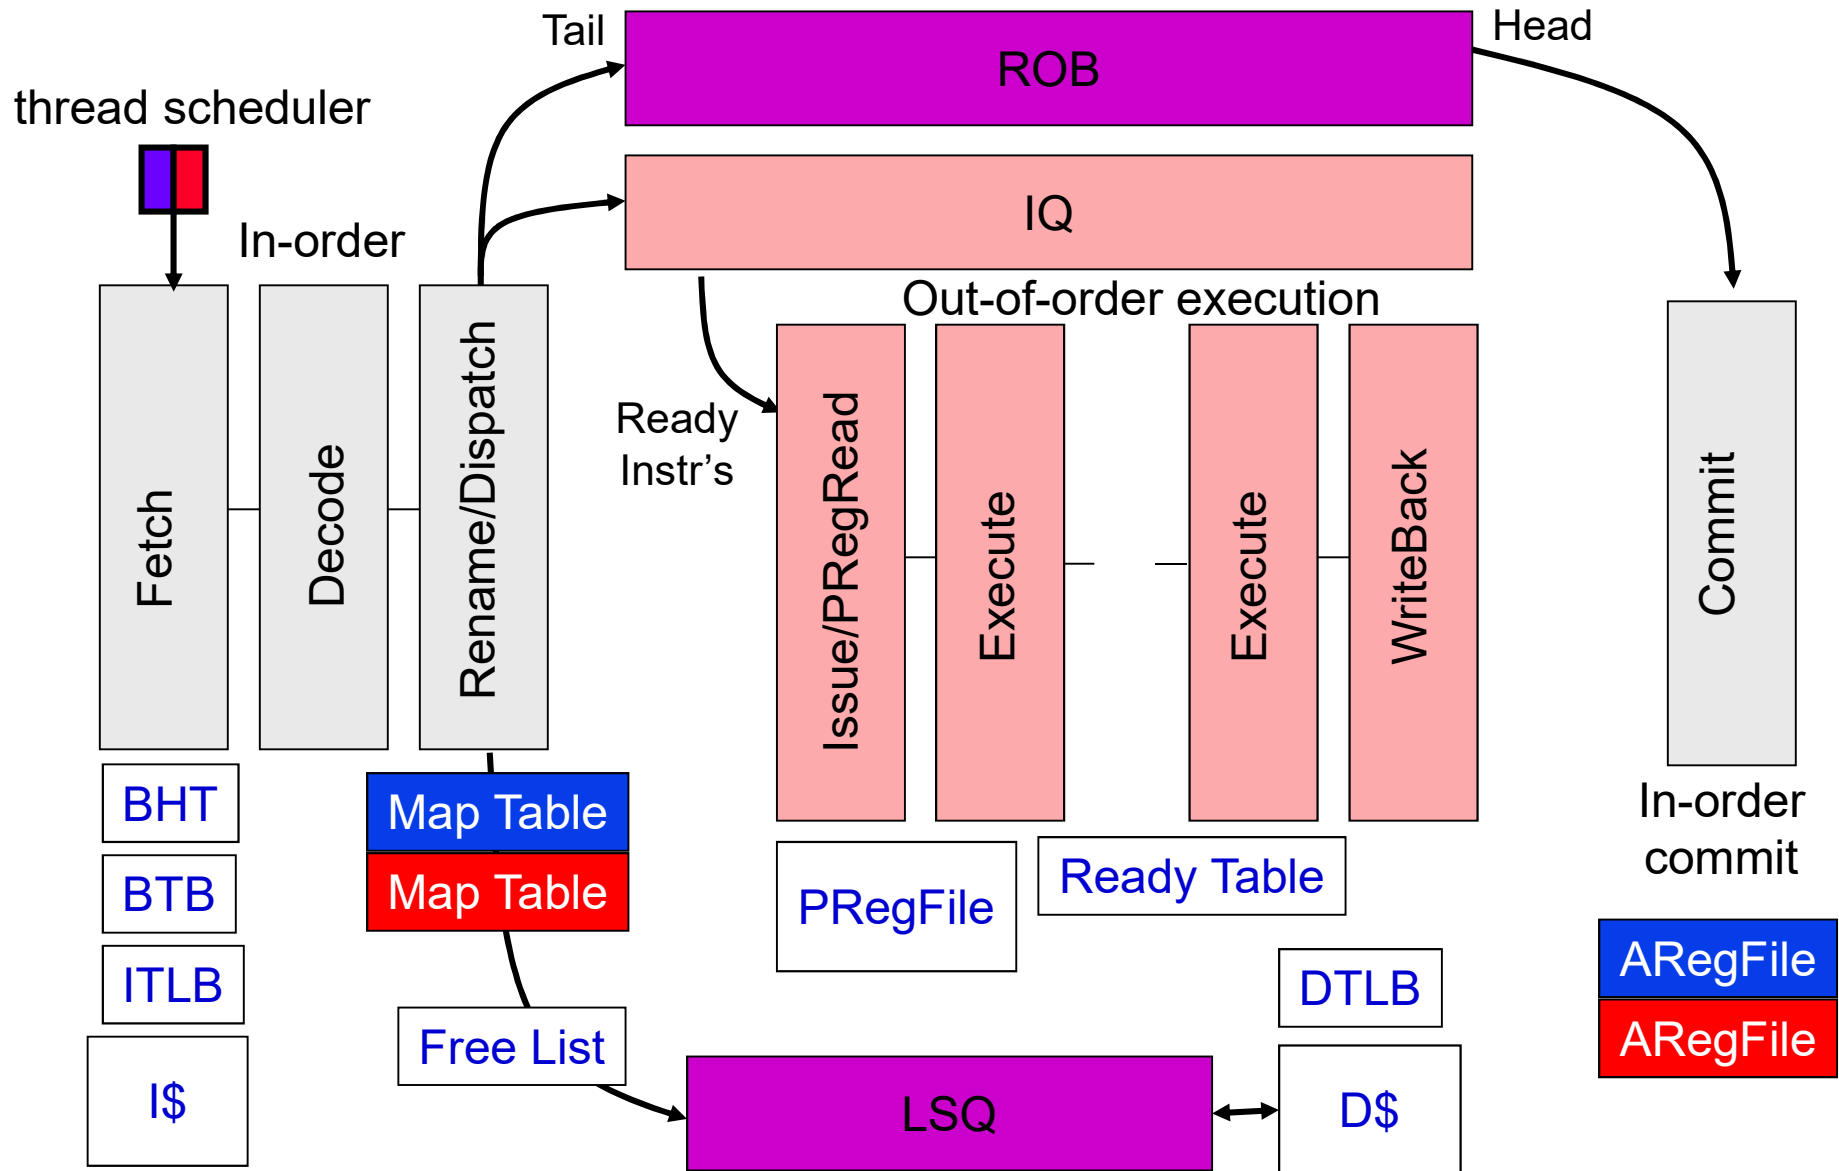 Tail
ROB
Head
thread scheduler
IQ
In-order
Out-of-order execution
Ready
Instr’s
Fetch
Decode
Rename/Dispatch
Issue/PRegRead
Execute
Execute
WriteBack
Commit
BHT
Map Table
In-order
commit
BTB
Map Table
PRegFile
Ready Table
ITLB
DTLB
ARegFile
Free List
ARegFile
I$
LSQ
D$